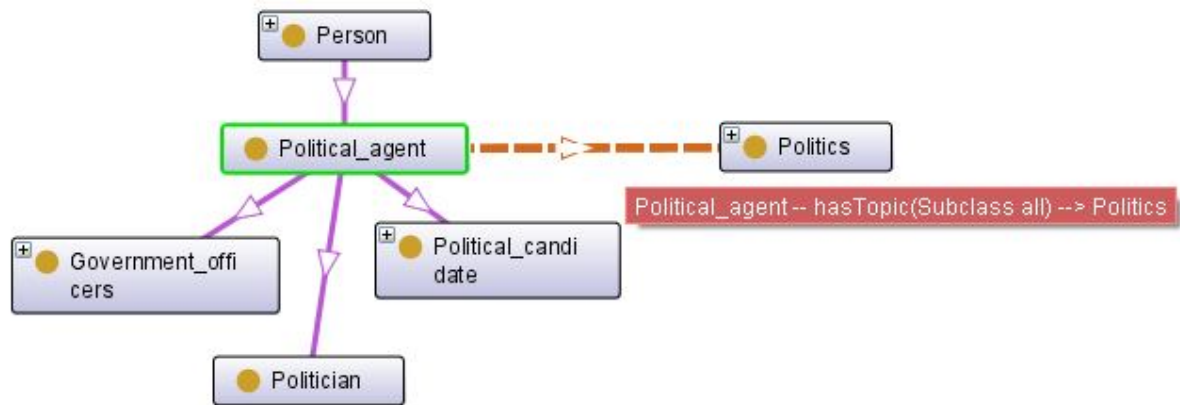 Person
Political_agent
Politics
Political_agent -- hasTopic(Subclass all) --> Politics
Government_offi
cers
Political_candi
date
Politician